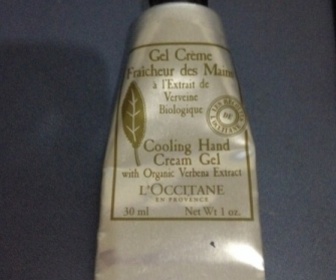 Gel Crème
Fraîcheur des Mains
à l'Extrait de
Verveine
Biologique
DE
Cooling Hand
Cream Gel
with Organic Verbena Extract
L'OCCITANE
EN PROVENCE
30 ml Net Wt 1 oz.